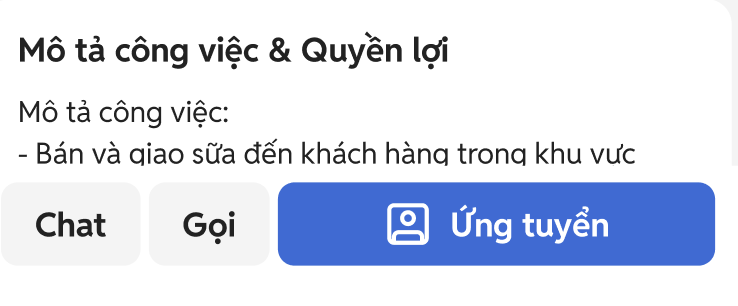 Mô tả công việc & Quyền lợi
Mô tả công việc:
- Bán và giao sữa đến khách hàng trong khu vực
Chat
Gọi
Ứng tuyển